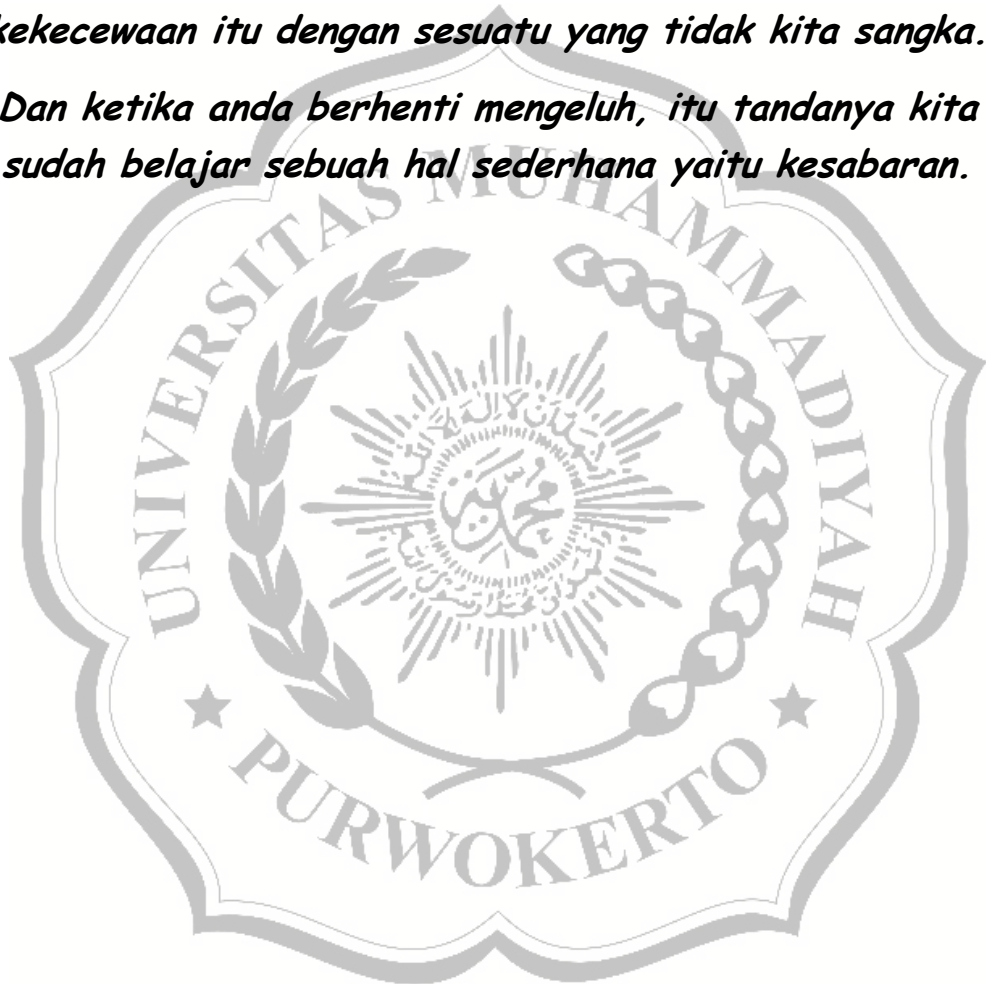 kekecewaan itu dengan sesuatu yang tidak kita sangka.
Dan ketika anda berhenti mengeluh, itu tandanya kita
sudah belajar sebuah hal sederhana yaitu kesabaran.
UNIVERSITAS MUHAMMADIYAH
PURWOKERTO